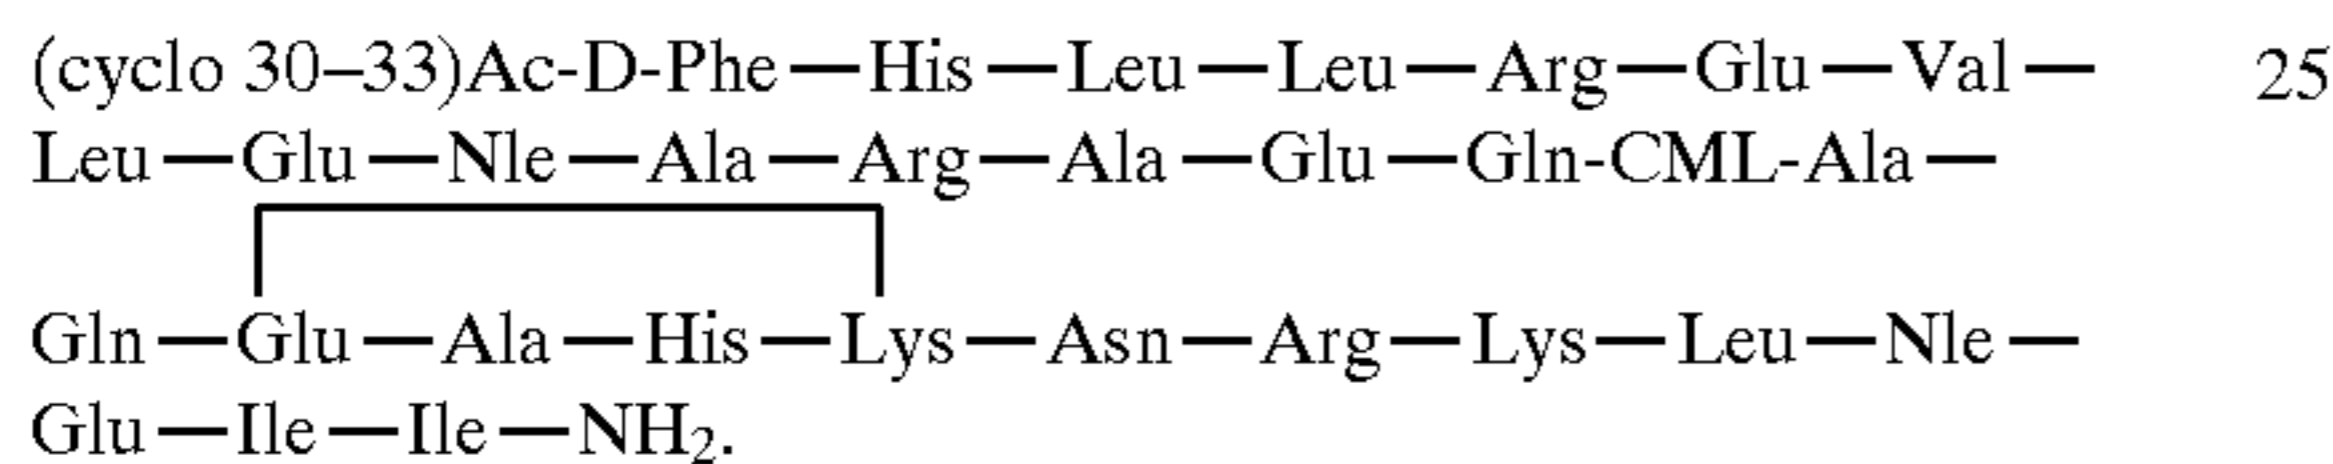 (cyclo 30–33)Ac-D-Phe—His—Leu—Leu—Arg—Glu—Val— 25
Leu—Glu—Nle—Ala—Arg—Ala—Glu—Gln-CML-Ala—
Gln—Glu—Ala—His—Lys—Asn—Arg—Lys—Leu—Nle—
Glu—Ile—Ile—NH₂.